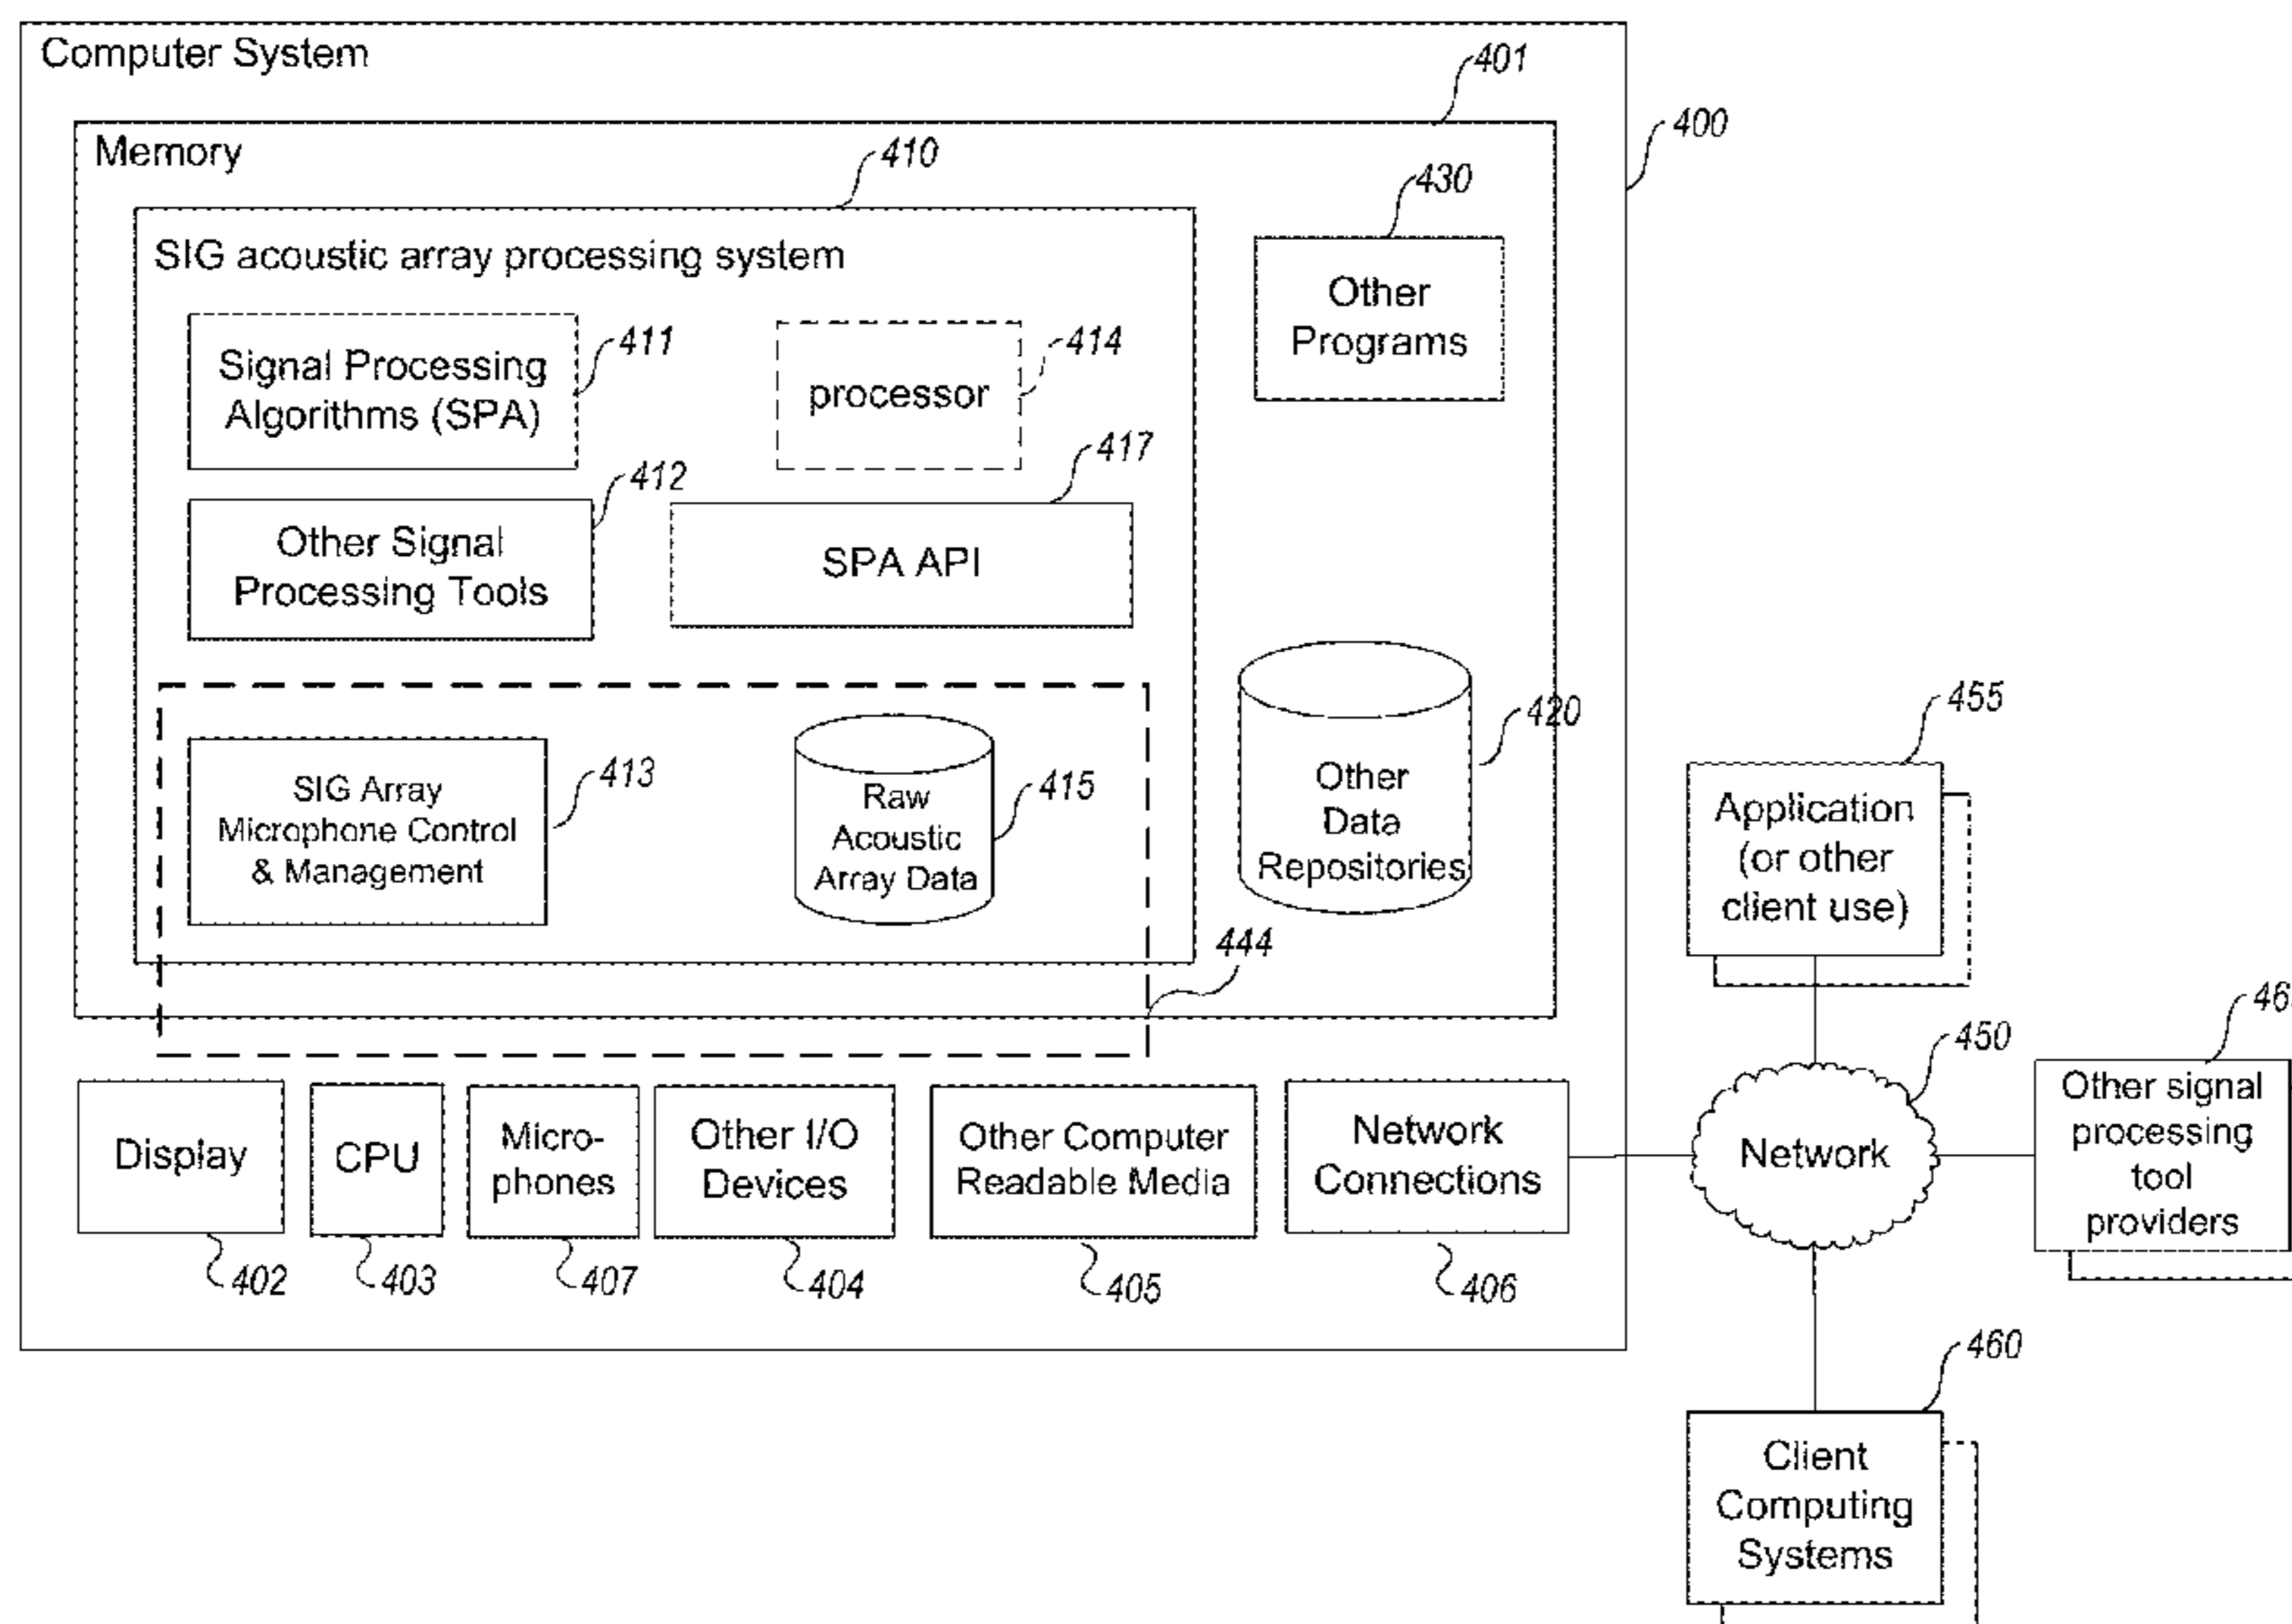 Computer System
401
400
Memory
410
430
SIG acoustic array processing system
Other
Programs
Signal Processing
Algorithms (SPA)
411
processor
414
417
412
Other Signal
Processing Tools
SPA API
SIG Array
Microphone Control
& Management
413
Raw
Acoustic
Array Data
415
Other
Data
Repositories
420
444
455
Application
(or other
client use)
46
450
Network
Other signal
processing
tool
providers
Display
CPU
Micro-
phones
Other I/O
Devices
Other Computer
Readable Media
Network
Connections
402
403
407
404
405
406
460
Client
Computing
Systems